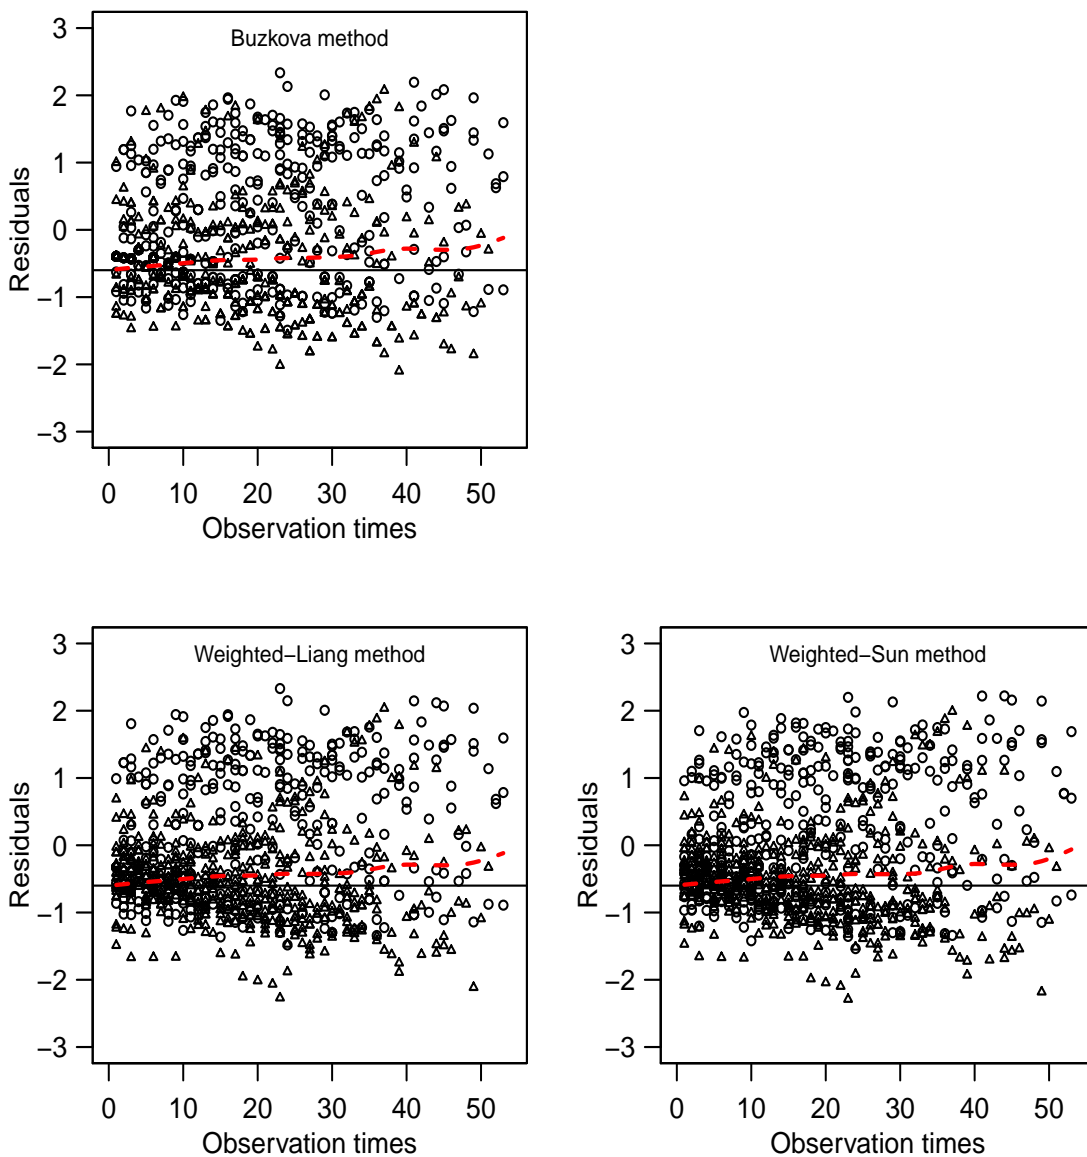 Buzkova method
3
2
1
0
−1
−2
−3
Residuals
0 10 20 30 40 50
Observation times
Weighted−Liang method
3
2
1
0
−1
−2
−3
Residuals
0 10 20 30 40 50
Observation times
Weighted−Sun method
3
2
1
0
−1
−2
−3
Residuals
0 10 20 30 40 50
Observation times